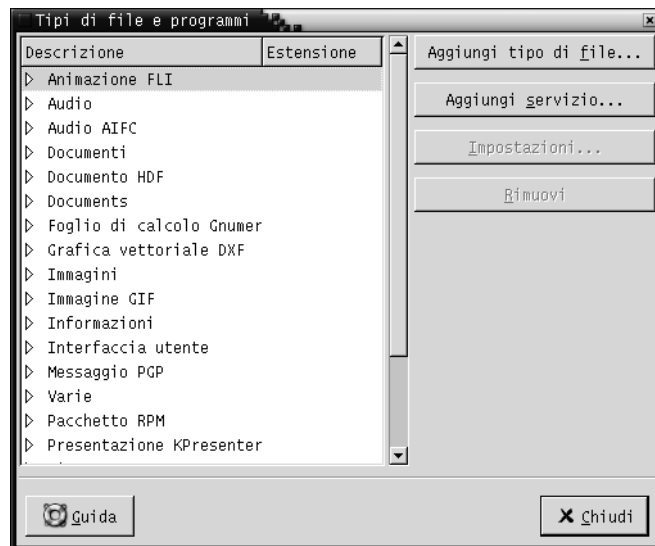 Tipi di file e programmi
Descrizione Estensione
Animazione FLI
Audio
Audio AIFC
Documenti
Documento HDF
Documents
Foglio di calcolo Gnumer
Grafica vettoriale DXF
Immagini
Immagine GIF
Informazioni
Interfaccia utente
Messaggio PGP
Varie
Pacchetto RPM
Presentazione KPresenter
Aggiungi tipo di file...
Aggiungi servizio...
Impostazioni...
Rimuovi
Guida
Chiudi